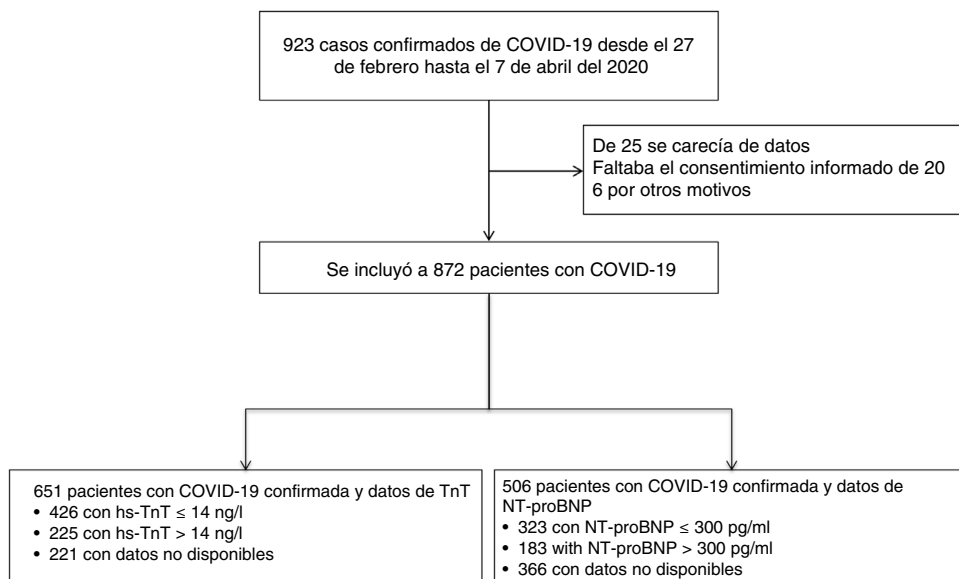 923 casos confirmados de COVID-19 desde el 27
de febrero hasta el 7 de abril del 2020
De 25 se carecía de datos
Faltaba el consentimiento informado de 20
6 por otros motivos
Se incluyó a 872 pacientes con COVID-19
651 pacientes con COVID-19 confirmada y datos de TnT
• 426 con hs-TnT ≤ 14 ng/l
• 225 con hs-TnT > 14 ng/l
• 221 con datos no disponibles
506 pacientes con COVID-19 confirmada y datos de
NT-proBNP
• 323 con NT-proBNP ≤ 300 pg/ml
• 183 with NT-proBNP > 300 pg/ml
• 366 con datos no disponibles